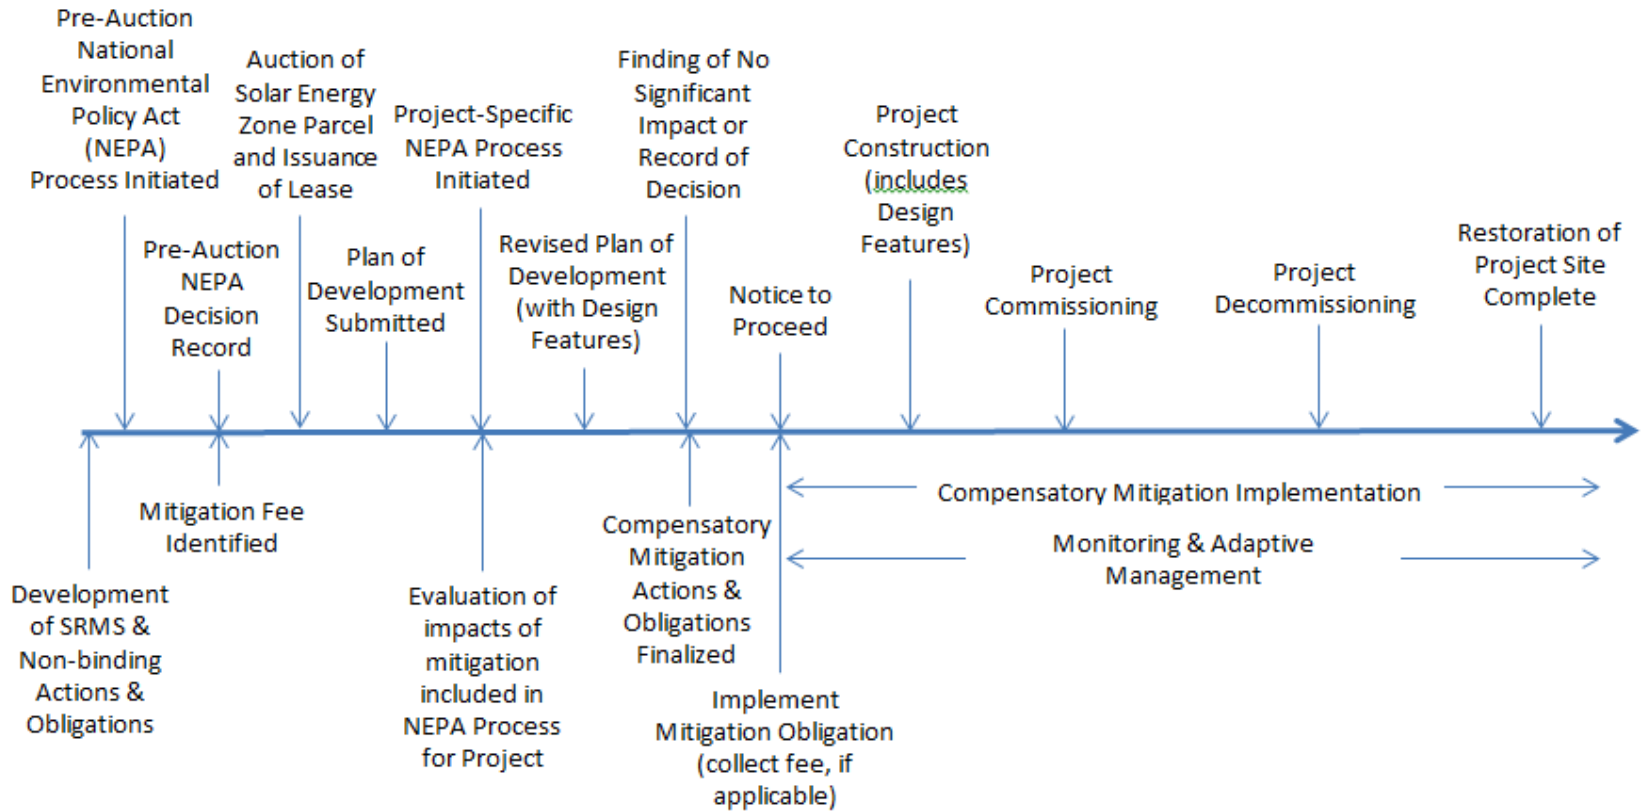 Pre-Auction
National
Environmental
Policy Act
(NEPA)
Process Initiated
Pre-Auction
NEPA
Decision
Record
Auction of
Solar Energy
Zone Parcel
and Issuance
of Lease
Plan of
Development
Submitted
Project-Specific
NEPA Process
Initiated
Revised Plan of
Development
(with Design
Features)
Finding of No
Significant
Impact or
Record of
Decision
Notice to
Proceed
Project
Construction
(includes
Design
Features)
Project
Commissioning
Project
Decommissioning
Restoration of
Project Site
Complete
Development
of SRMS &
Non-binding
Actions &
Obligations
Mitigation Fee
Identified
Evaluation of
impacts of
mitigation
included in
NEPA Process
for Project
Compensatory
Mitigation
Actions &
Obligations
Finalized
Implement
Mitigation Obligation
(collect fee, if
applicable)
Compensatory Mitigation Implementation
Monitoring & Adaptive
Management